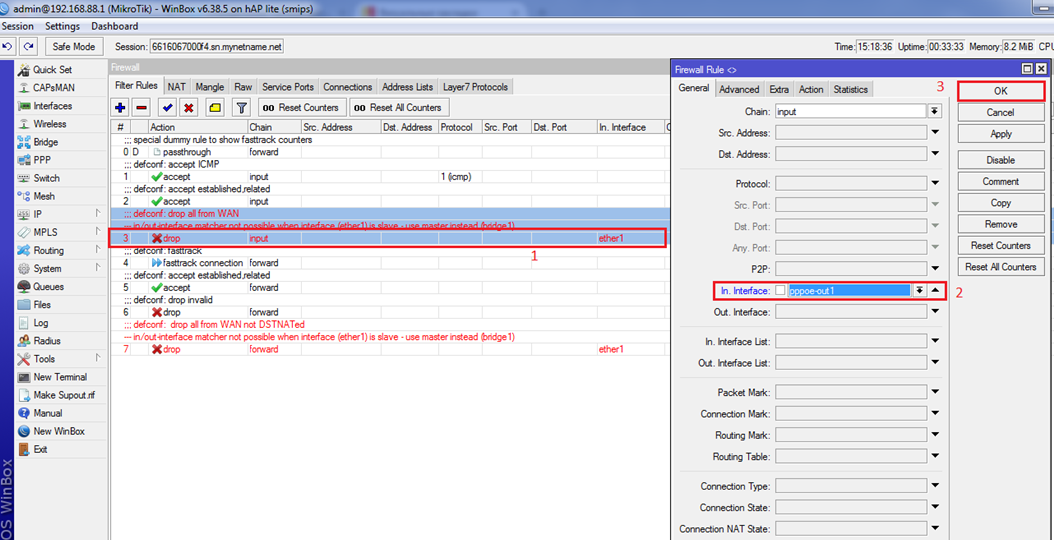 admin@192.168.88.1 (MikroTik) - WinBox v6.38.5 on hAP lite (smips)
Session Settings Dashboard
Safe Mode Session: 6616067000f4.sn.mynetname.net Time: 15:18:36 Uptime: 00:33:33 Memory: 8.2 MiB CPU
Quick Set
CAPsMAN
Interfaces
Wireless
Bridge
PPP
Switch
Mesh
IP
MPLS
Routing
System
Queues
Files
Log
Radius
Tools
New Terminal
Make Supout.rif
Manual
New WinBox
Exit
OS WinBox
Firewall
Filter Rules NAT Mangle Raw Service Ports Connections Address Lists Layer7 Protocols
00 Reset Counters 00 Reset All Counters
# Action Chain Src. Address Dst. Address Protocol Src. Port Dst. Port In. Interface
;;; special dummy rule to show fasttrack counters
0 D passthrough forward
;;; defconf: accept ICMP
1 accept input 1 (icmp)
;;; defconf: accept established,related
2 accept input
;;; defconf: drop all from WAN
--- in/out-interface matcher not possible when interface (ether1) is slave - use master instead (bridge1)
3 drop input ether1
1
;;; defconf: fasttrack
4 fasttrack connection forward
;;; defconf: accept established,related
5 accept forward
;;; defconf: drop invalid
6 drop forward
;;; defconf: drop all from WAN not DSTNATed
--- in/out-interface matcher not possible when interface (ether1) is slave - use master instead (bridge1)
7 drop forward ether1
Firewall Rule <>
General Advanced Extra Action Statistics
Chain: input
Src. Address:
Dst. Address:
Protocol:
Src. Port:
Dst. Port:
Any. Port:
P2P:
In. Interface: pppoe-out1
2
Out. Interface:
In. Interface List:
Out. Interface List:
Packet Mark:
Connection Mark:
Routing Mark:
Routing Table:
Connection Type:
Connection State:
Connection NAT State:
3
OK
Cancel
Apply
Disable
Comment
Copy
Remove
Reset Counters
Reset All Counters